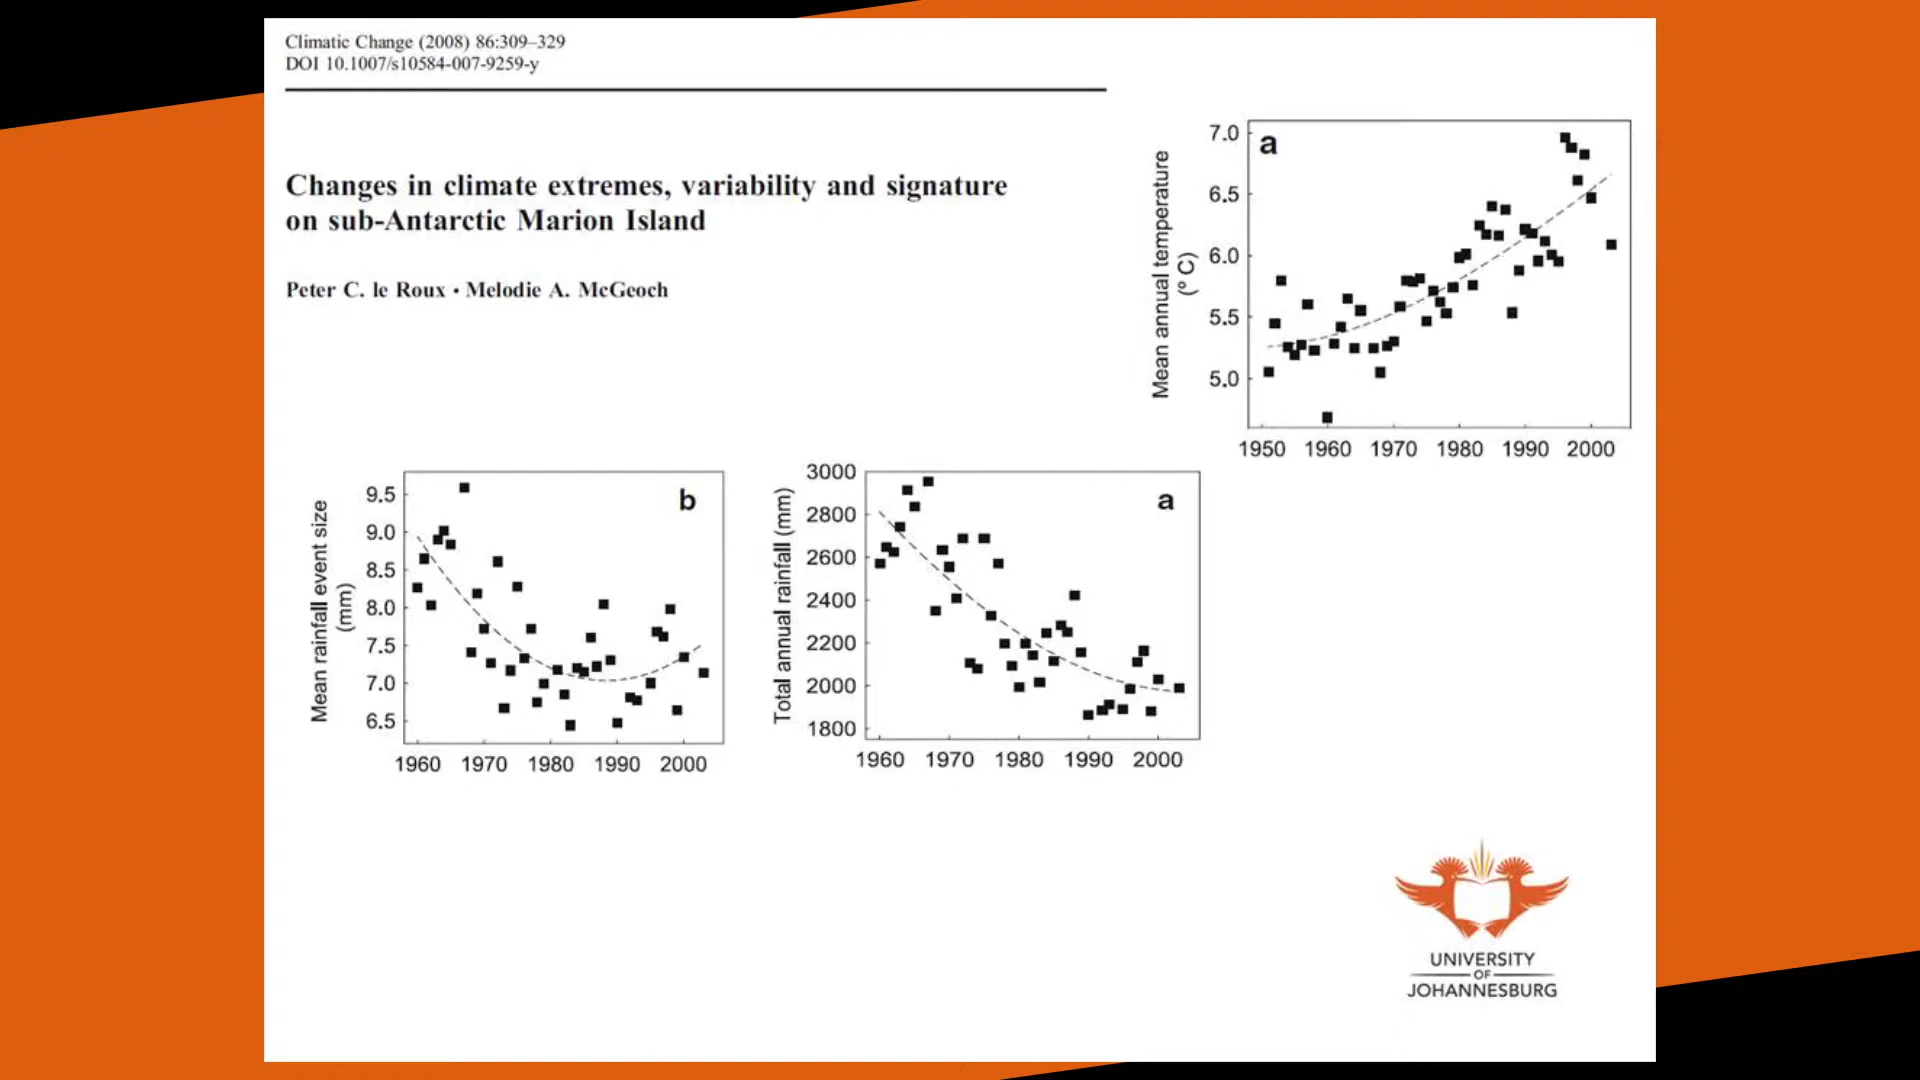 Climatic Change (2008) 86:309–329
DOI 10.1007/s10584-007-9259-y
Changes in climate extremes, variability and signature
on sub-Antarctic Marion Island
Peter C. le Roux • Melodie A. McGeoch
a
Mean annual temperature
(° C)
7.0
6.5
6.0
5.5
5.0
1950 1960 1970 1980 1990 2000
b
Mean rainfall event size
(mm)
9.5
9.0
8.5
8.0
7.5
7.0
6.5
1960 1970 1980 1990 2000
a
Total annual rainfall (mm)
3000
2800
2600
2400
2200
2000
1800
1960 1970 1980 1990 2000
UNIVERSITY
OF
JOHANNESBURG